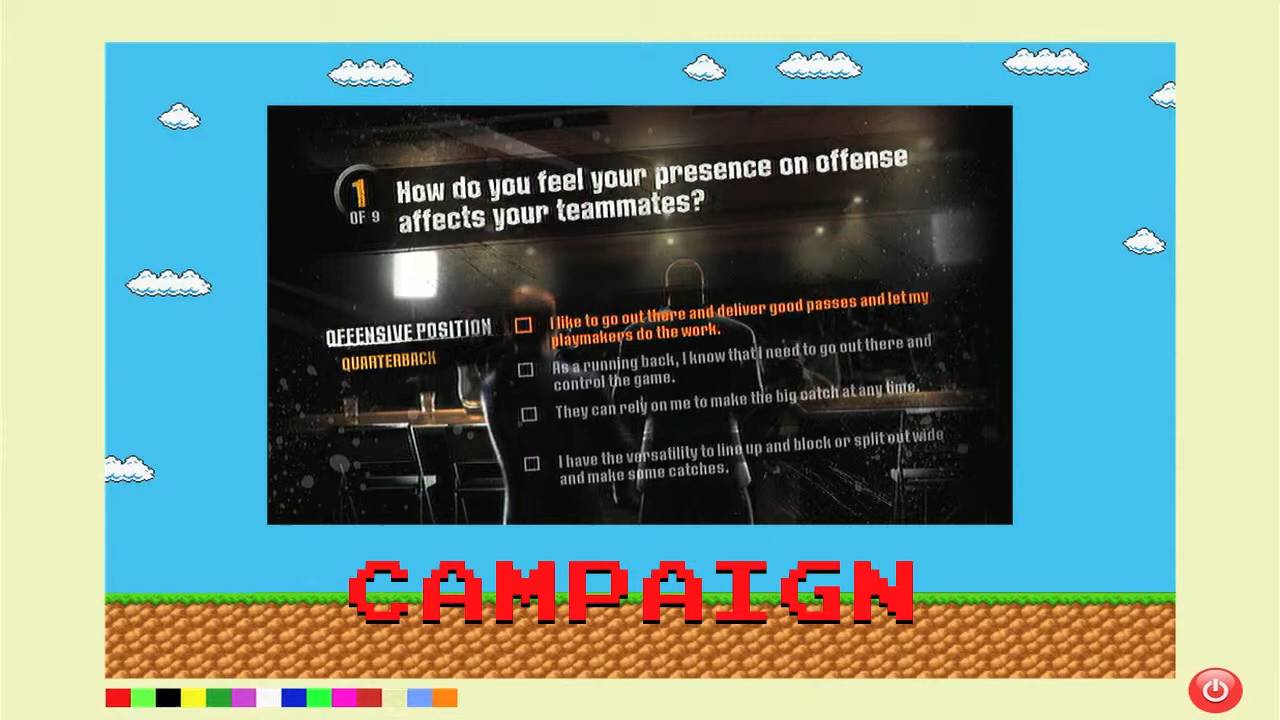 1
OF 9
How do you feel your presence on offense
affects your teammates?
OFFENSIVE POSITION
QUARTERBACK
I like to go out there and deliver good passes and let my
playmakers do the work.
As a running back, I know that I need to go out there and
control the game.
They can rely on me to make the big catch at any time.
I have the versatility to line up and block or split out wide
and make some catches.
CAMPAIGN